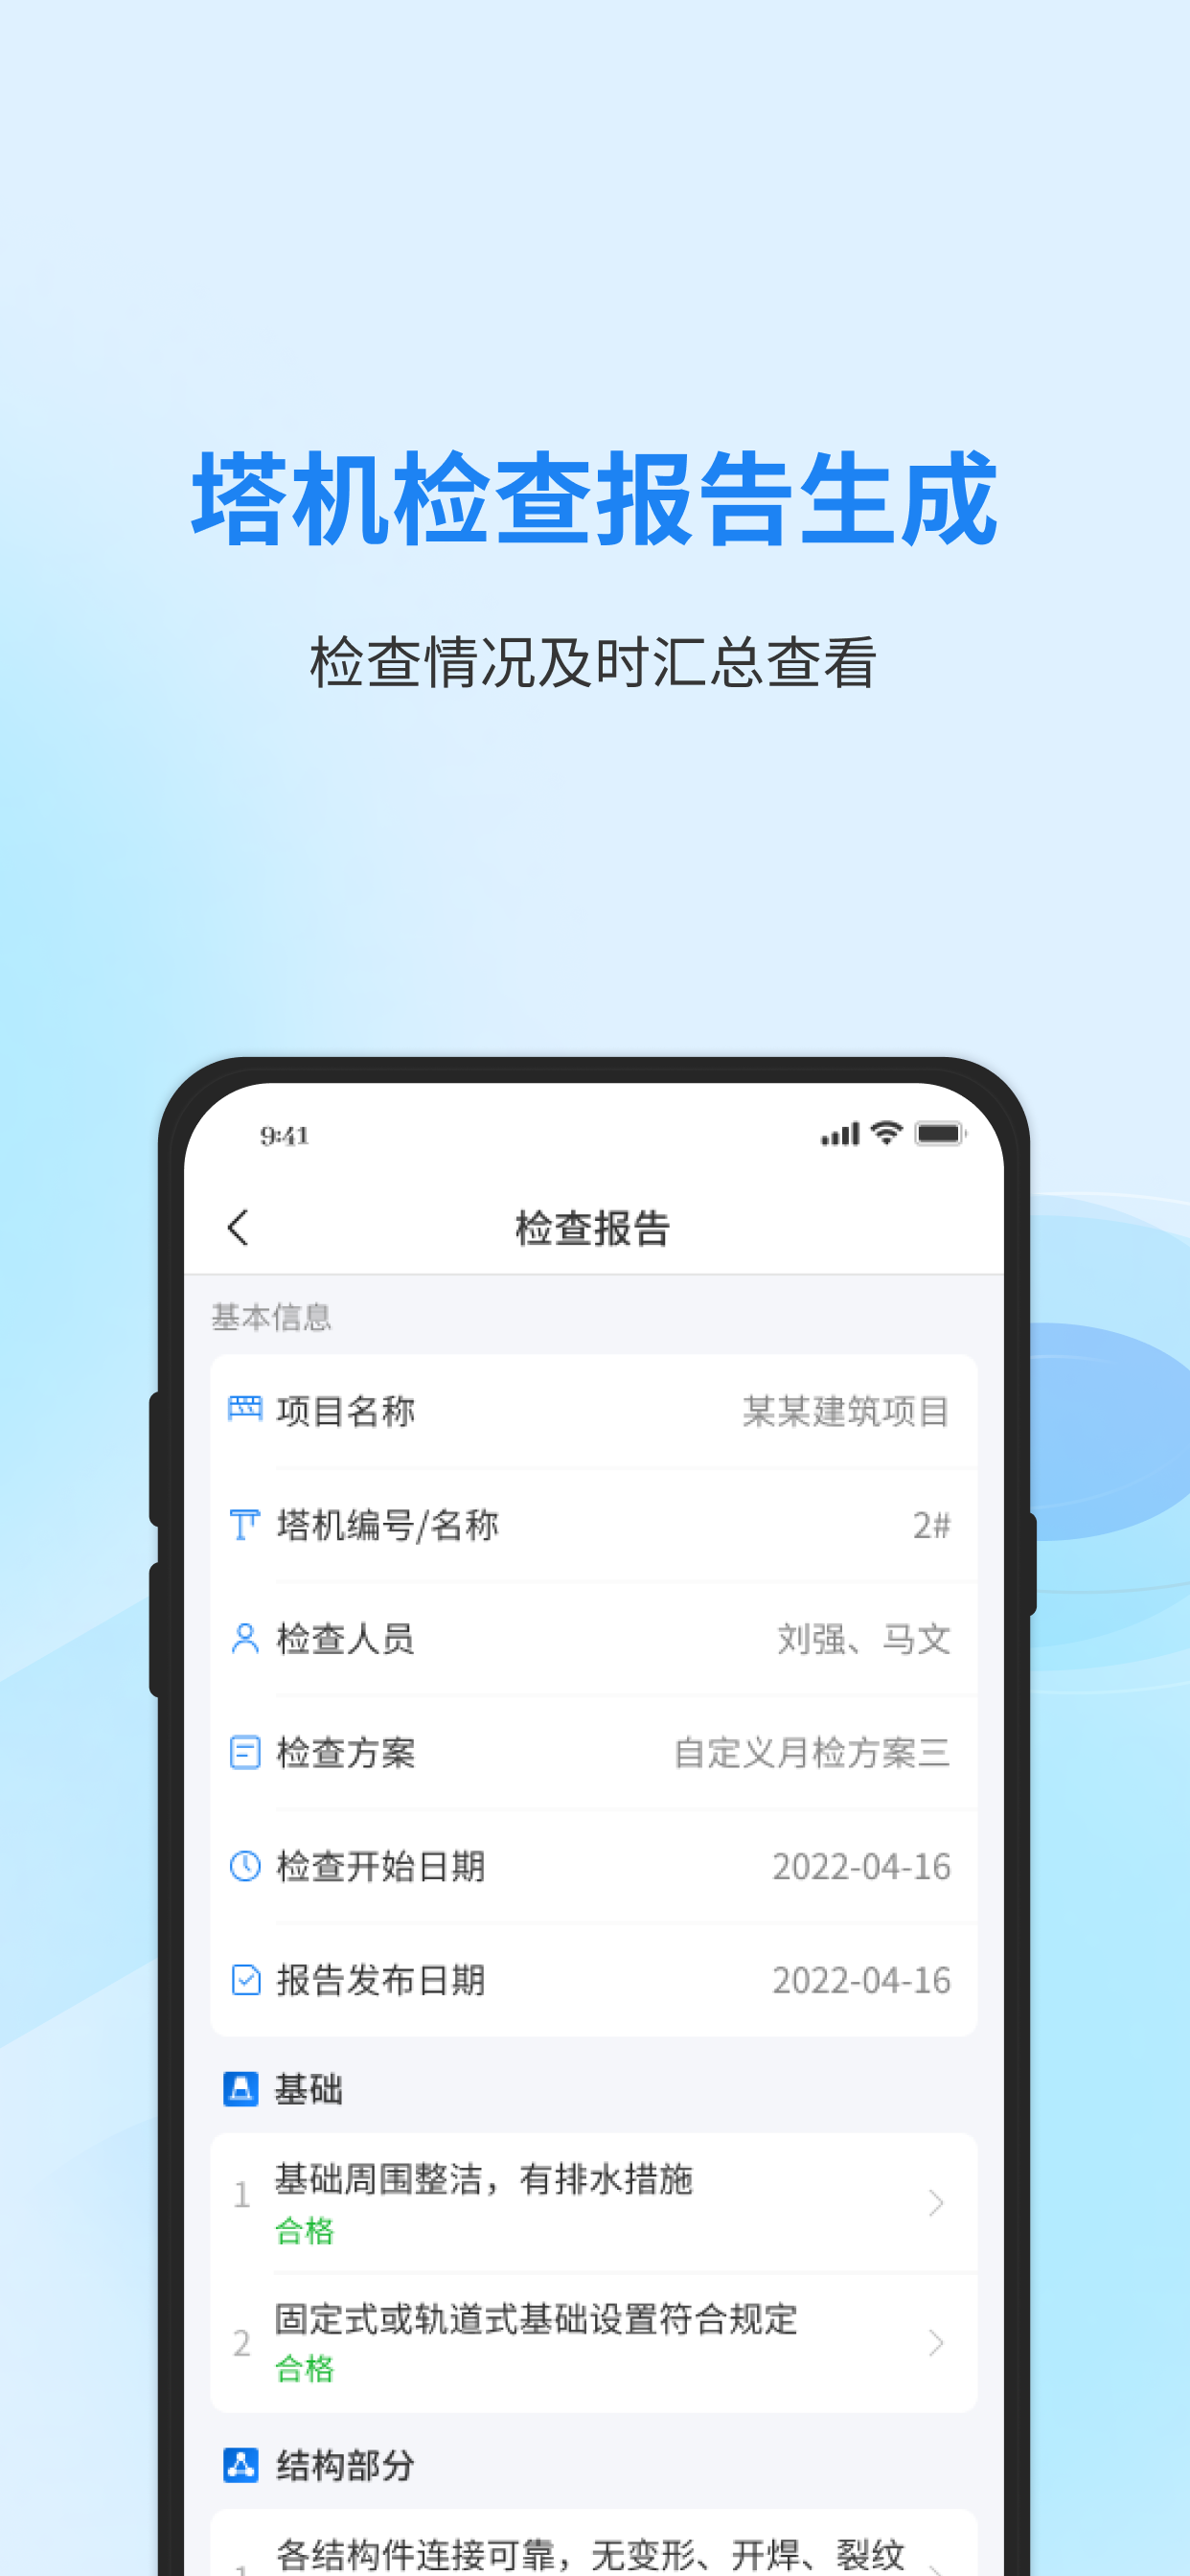 塔机检查报告生成
检查情况及时汇总查看
9:41
检查报告
基本信息
项目名称 某某建筑项目
塔机编号/名称 2#
检查人员 刘强、马文
检查方案 自定义月检方案三
检查开始日期 2022-04-16
报告发布日期 2022-04-16
基础
1 基础周围整洁，有排水措施
合格
2 固定式或轨道式基础设置符合规定
合格
结构部分
1 各结构件连接可靠，无变形、开焊、裂纹